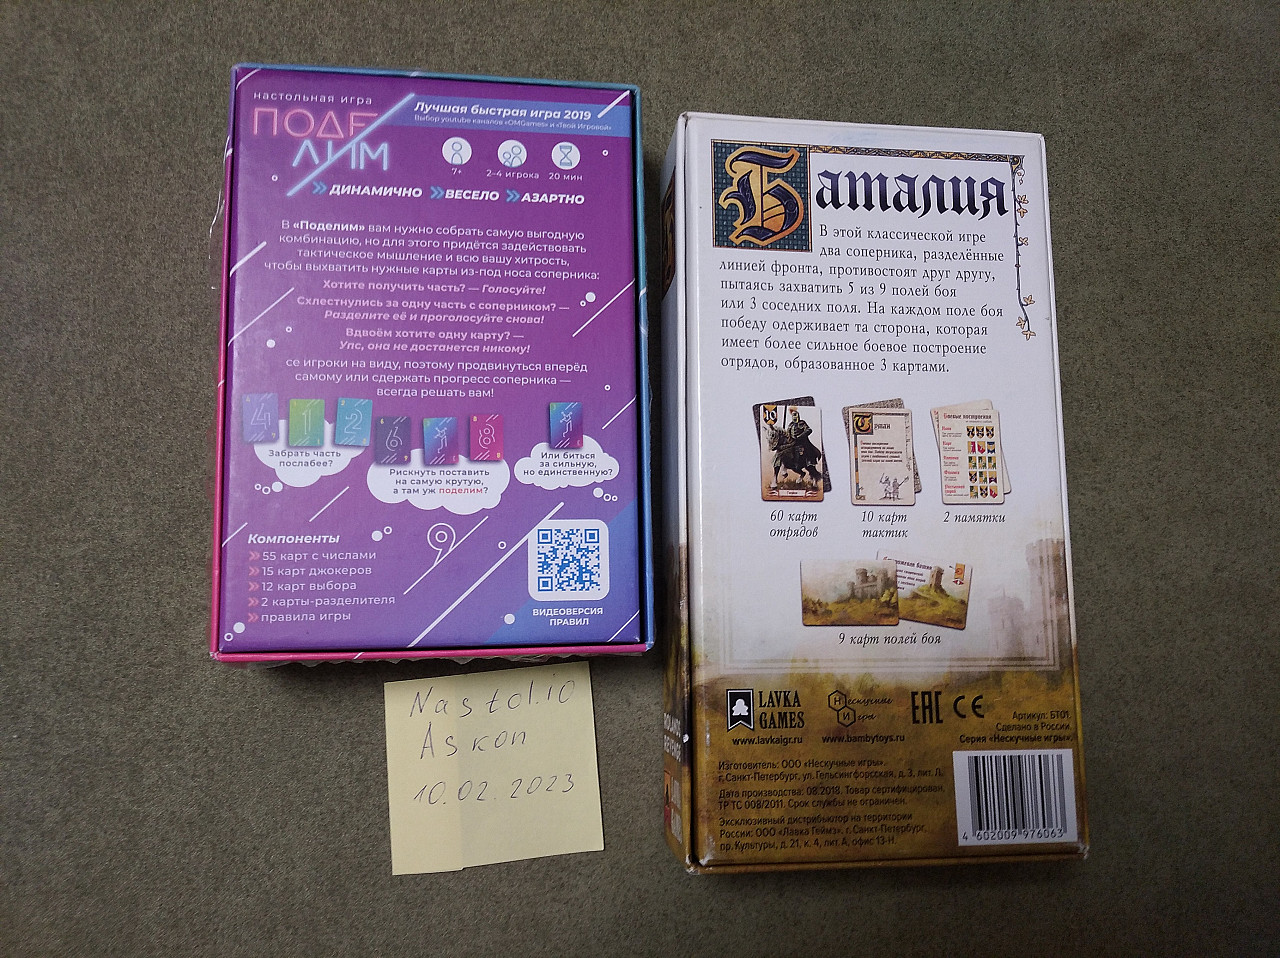 настольная игра
ПОДЕ
ЛИМ
Лучшая быстрая игра 2019
Выбор youtube каналов «OMGames» и «Твой Игровой»
7+
2-4 игрока
20 мин
ДИНАМИЧНО
ВЕСЕЛО
АЗАРТНО
В «Поделим» вам нужно собрать самую выгодную
комбинацию, но для этого придётся задействовать
тактическое мышление и всю вашу хитрость,
чтобы выхватить нужные карты из-под носа соперника:
Хотите получить часть? — Голосуйте!
Схлестнулись за одну часть с соперником? —
Разделите её и проголосуйте снова!
Вдвоём хотите одну карту? —
Упс, она не достанется никому!
се игроки на виду, поэтому продвинуться вперёд
самому или сдержать прогресс соперника —
всегда решать вам!
4
1
2
6
8
Забрать часть
послабее?
Рискнуть поставить
на самую крутую,
а там уж поделим?
Или биться
за сильную,
но единственную?
Компоненты
55 карт с числами
15 карт джокеров
12 карт выбора
2 карты-разделителя
правила игры
9
ВИДЕОВЕРСИЯ
ПРАВИЛ
Nastol.io
Askon
10.02.2023
Баталия
В этой классической игре
два соперника, разделённые
линией фронта, противостоят друг другу,
пытаясь захватить 5 из 9 полей боя
или 3 соседних поля. На каждом поле боя
победу одерживает та сторона, которая
имеет более сильное боевое построение
отрядов, образованное 3 картами.
10
Боевые построения
60 карт
отрядов
10 карт
тактик
2 памятки
9 карт полей боя
LAVKA
GAMES
www.lavkaigr.ru
Нескучные
Игры
www.bambytoys.ru
EAC CE
Артикул: БТ01.
Сделано в России.
Серия «Нескучные игры».
Изготовитель: ООО «Нескучные игры».
г. Санкт-Петербург, ул. Гельсингфорсская, д. 3, лит. Л.
Дата производства: 08.2018. Товар сертифицирован.
ТР ТС 008/2011. Срок службы не ограничен.
Эксклюзивный дистрибьютор на территории
России: ООО «Лавка Геймз». г. Санкт-Петербург,
пр. Культуры, д. 21, к. 4, лит. А, офис 13-Н.
4 602009 976063